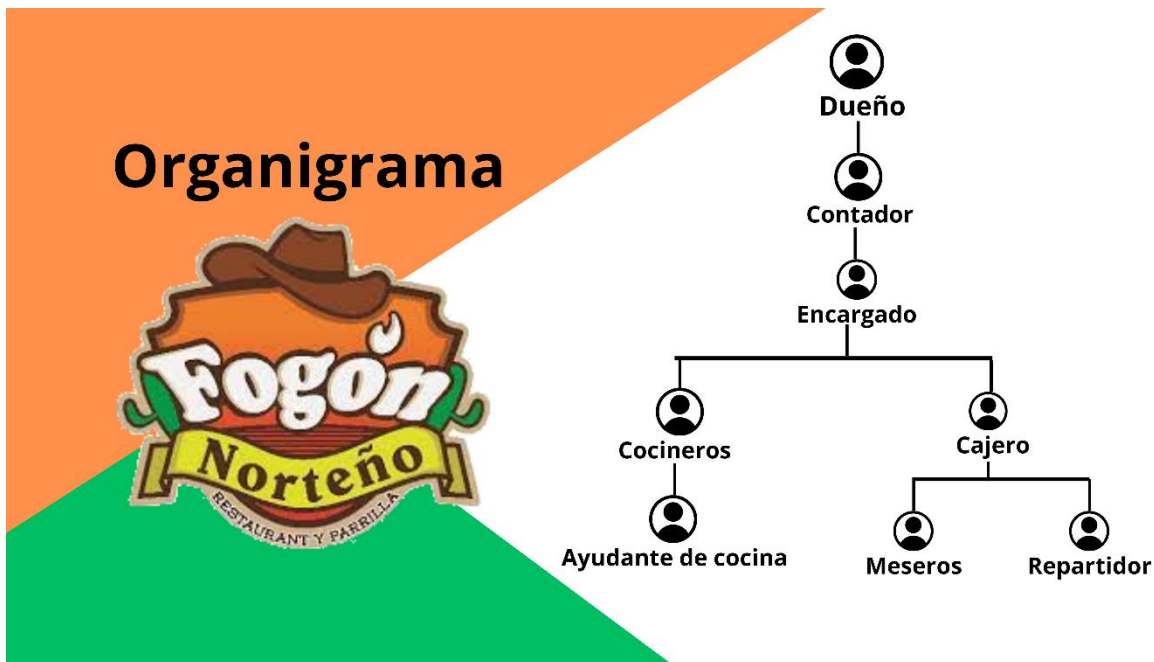 Organigrama
Fogón
Norteño
RESTAURANT Y PARRILLA
Dueño
Contador
Encargado
Cocineros
Cajero
Ayudante de cocina
Meseros
Repartidor